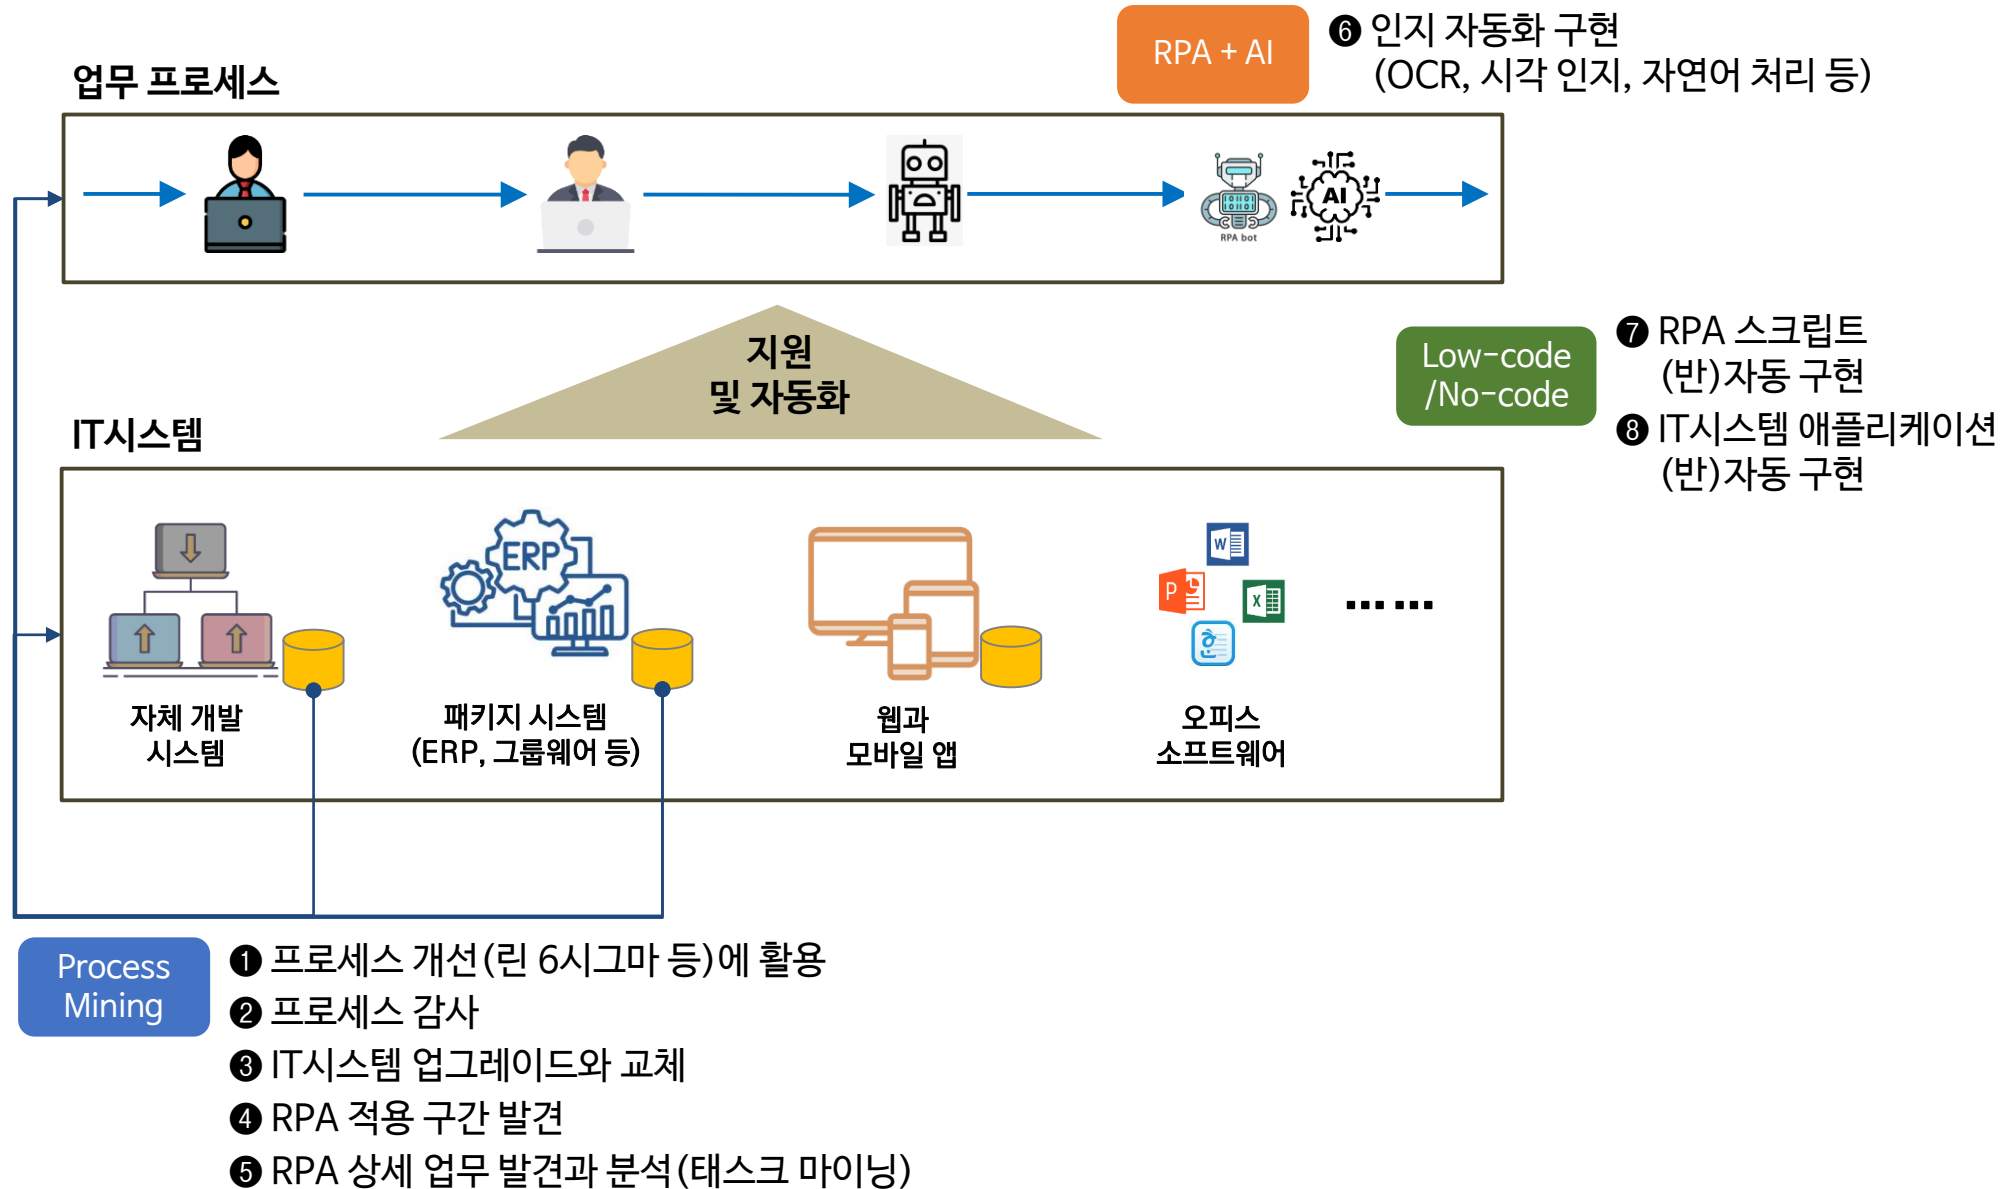 RPA + AI
❻ 인지 자동화 구현
(OCR, 시각 인지, 자연어 처리 등)
업무 프로세스
RPA bot
AI
지원
및 자동화
Low-code
/No-code
❼ RPA 스크립트
(반)자동 구현
❽ IT시스템 애플리케이션
(반)자동 구현
IT시스템
ERP
W
P
X
한
……
자체 개발
시스템
패키지 시스템
(ERP, 그룹웨어 등)
웹과
모바일 앱
오피스
소프트웨어
Process
Mining
❶ 프로세스 개선(린 6시그마 등)에 활용
❷ 프로세스 감사
❸ IT시스템 업그레이드와 교체
❹ RPA 적용 구간 발견
❺ RPA 상세 업무 발견과 분석(태스크 마이닝)